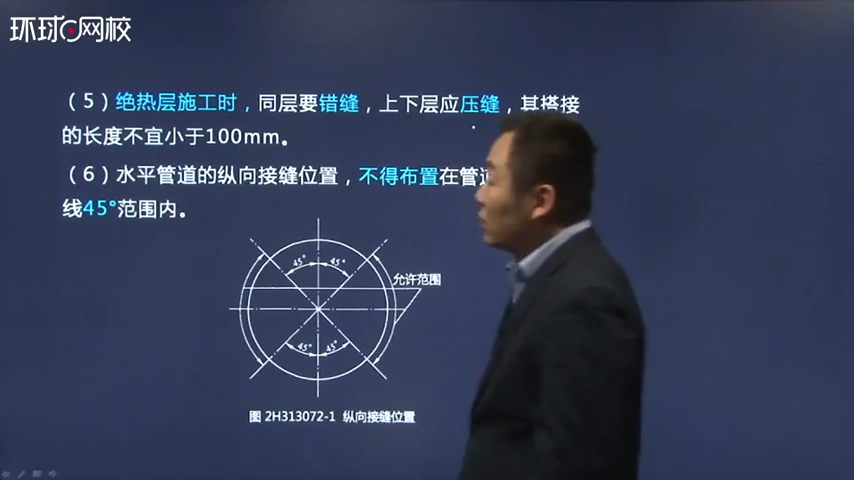 环球网校
（5）绝热层施工时，同层要错缝，上下层应压缝，其搭接
的长度不宜小于100mm。
（6）水平管道的纵向接缝位置，不得布置在管道
线45°范围内。
45° 45°
允许范围
45° 45°
图 2H313072-1 纵向接缝位置